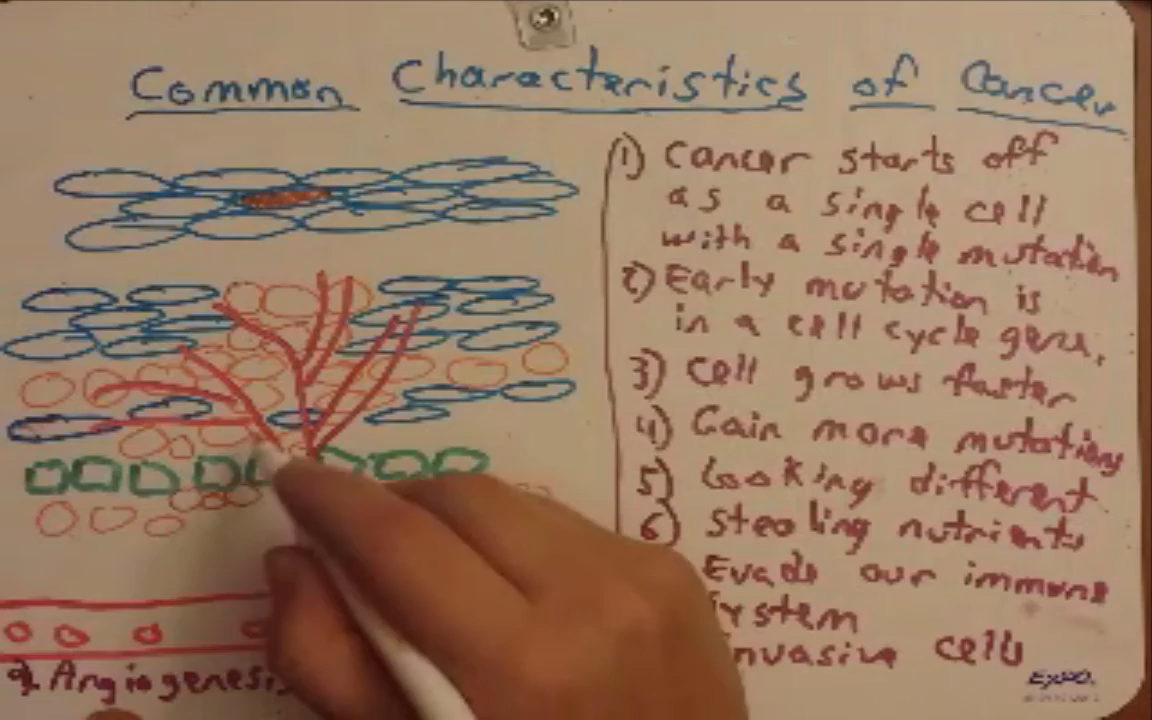 Common Characteristics of Cancer
1) Cancer starts off
as a single cell
with a single mutation
2) Early mutation is
in a cell cycle gene.
3) Cell grows faster
4) Gain more mutations
5) Looking different
6) Stealing nutrients
Evade our immune
system
invasive cells
9. Angiogenesis
EXPO